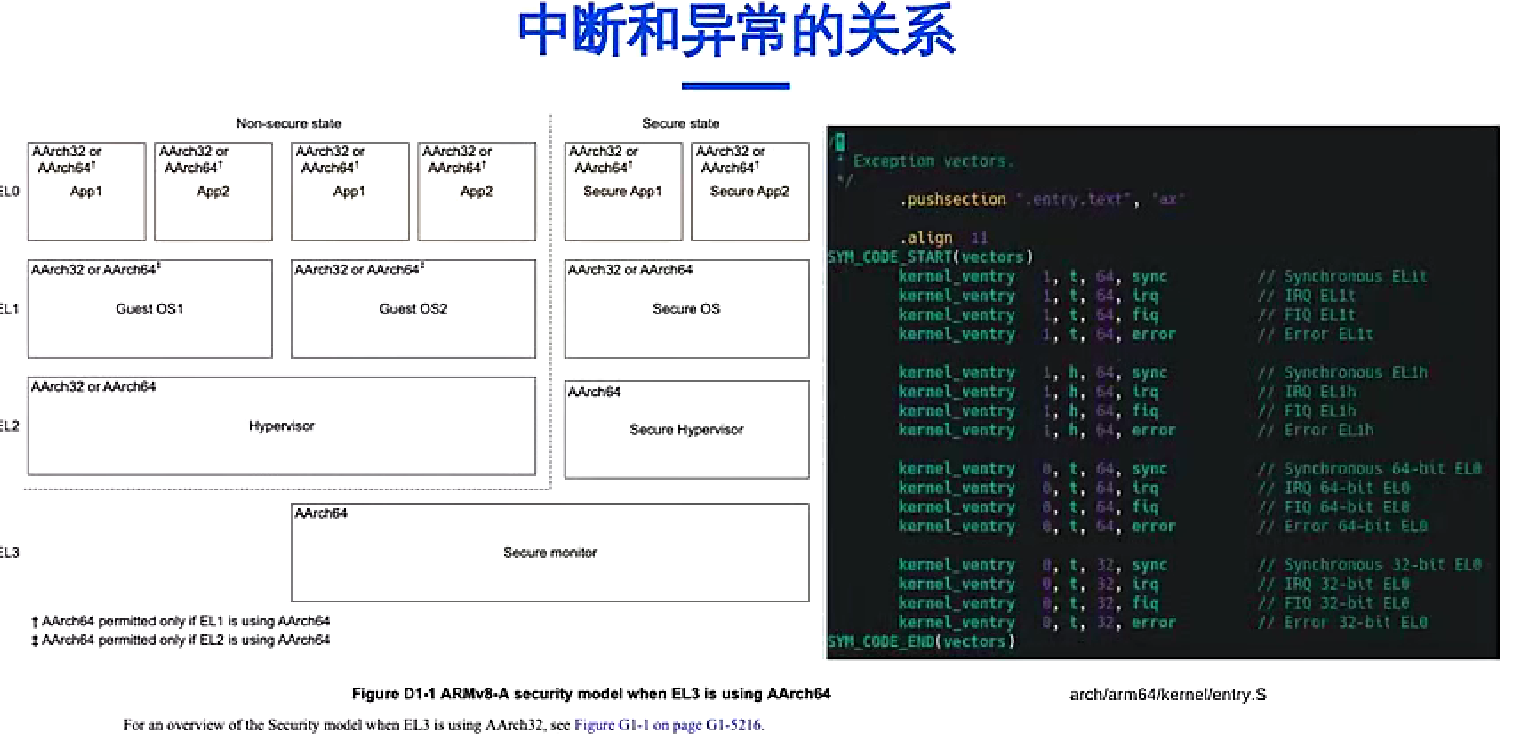 中断和异常的关系
Non-secure state
Secure state
AArch32 or AArch64† App1
AArch32 or AArch64† App2
AArch32 or AArch64† App1
AArch32 or AArch64† App2
AArch32 or AArch64† Secure App1
AArch32 or AArch64† Secure App2
EL0
AArch32 or AArch64‡ Guest OS1
AArch32 or AArch64‡ Guest OS2
AArch32 or AArch64 Secure OS
EL1
AArch32 or AArch64 Hypervisor
AArch64 Secure Hypervisor
EL2
AArch64 Secure monitor
EL3
† AArch64 permitted only if EL1 is using AArch64
‡ AArch64 permitted only if EL2 is using AArch64
Figure D1-1 ARMv8-A security model when EL3 is using AArch64
For an overview of the Security model when EL3 is using AArch32, see Figure G1-1 on page G1-5216.
/*
* Exception vectors.
*/
.pushsection ".entry.text", "ax"
.align 11
SYM_CODE_START(vectors)
kernel_ventry 1, t, 64, sync // Synchronous EL1t
kernel_ventry 1, t, 64, irq // IRQ EL1t
kernel_ventry 1, t, 64, fiq // FIQ EL1t
kernel_ventry 1, t, 64, error // Error EL1t
kernel_ventry 1, h, 64, sync // Synchronous EL1h
kernel_ventry 1, h, 64, irq // IRQ EL1h
kernel_ventry 1, h, 64, fiq // FIQ EL1h
kernel_ventry 1, h, 64, error // Error EL1h
kernel_ventry 0, t, 64, sync // Synchronous 64-bit EL0
kernel_ventry 0, t, 64, irq // IRQ 64-bit EL0
kernel_ventry 0, t, 64, fiq // FIQ 64-bit EL0
kernel_ventry 0, t, 64, error // Error 64-bit EL0
kernel_ventry 0, t, 32, sync // Synchronous 32-bit EL0
kernel_ventry 0, t, 32, irq // IRQ 32-bit EL0
kernel_ventry 0, t, 32, fiq // FIQ 32-bit EL0
kernel_ventry 0, t, 32, error // Error 32-bit EL0
SYM_CODE_END(vectors)
arch/arm64/kernel/entry.S